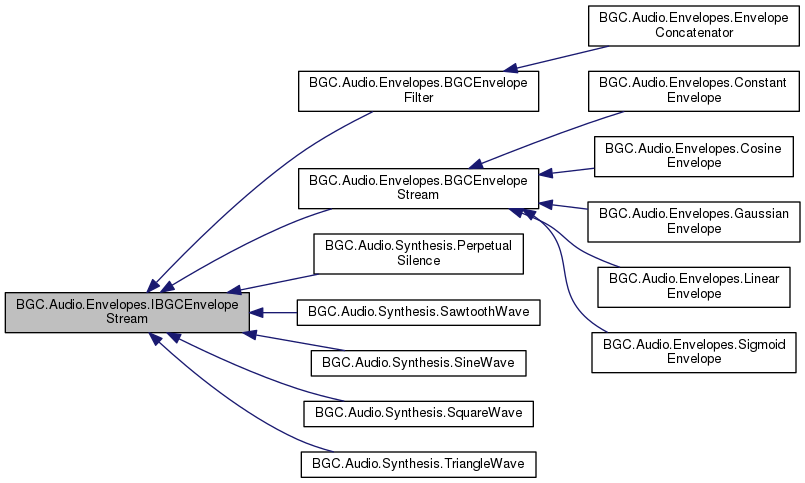 BGC.Audio.Envelopes.IBGCEnvelope
Stream
BGC.Audio.Envelopes.BGCEnvelope
Filter
BGC.Audio.Envelopes.Envelope
Concatenator
BGC.Audio.Envelopes.BGCEnvelope
Stream
BGC.Audio.Envelopes.Constant
Envelope
BGC.Audio.Envelopes.Cosine
Envelope
BGC.Audio.Envelopes.Gaussian
Envelope
BGC.Audio.Envelopes.Linear
Envelope
BGC.Audio.Envelopes.Sigmoid
Envelope
BGC.Audio.Synthesis.Perpetual
Silence
BGC.Audio.Synthesis.SawtoothWave
BGC.Audio.Synthesis.SineWave
BGC.Audio.Synthesis.SquareWave
BGC.Audio.Synthesis.TriangleWave